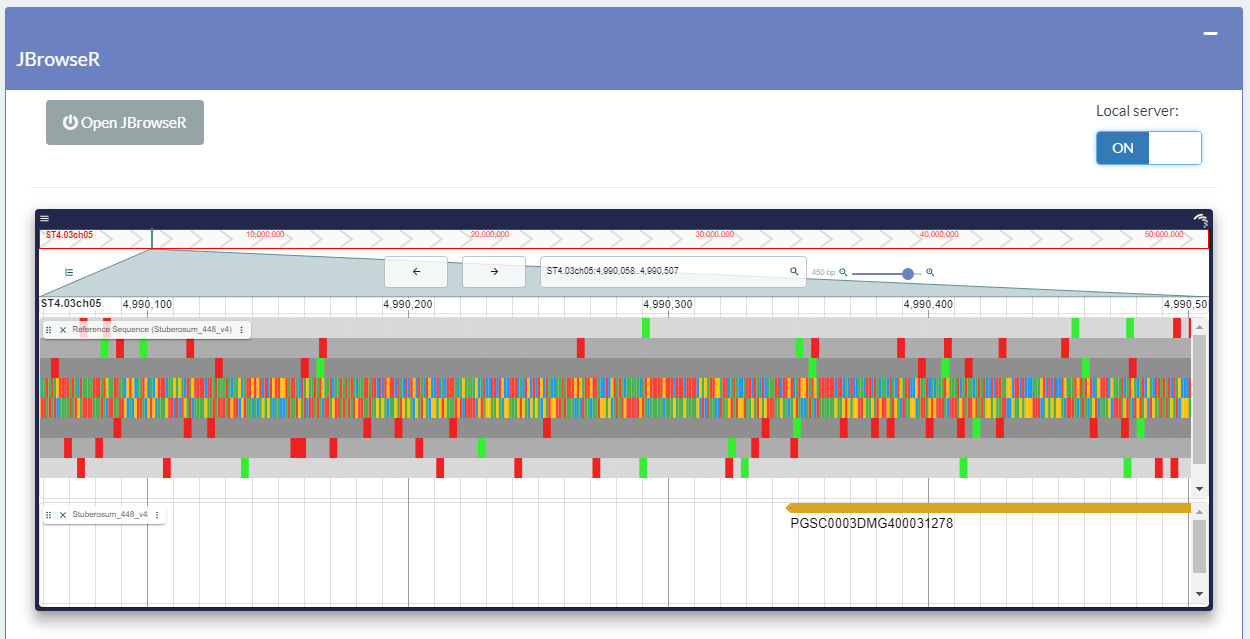 JBrowseR
Open JBrowseR
Local server:
ON
ST4.03ch05 10,000,000 20,000,000 30,000,000 40,000,000 50,000,000
ST4.03ch05:4,990,058..4,990,507 450 bp
ST4.03ch05 4,990,100 4,990,200 4,990,300 4,990,400 4,990,50
Reference Sequence (Stuberosum_448_v4)
Stuberosum_448_v4
PGSC0003DMG400031278